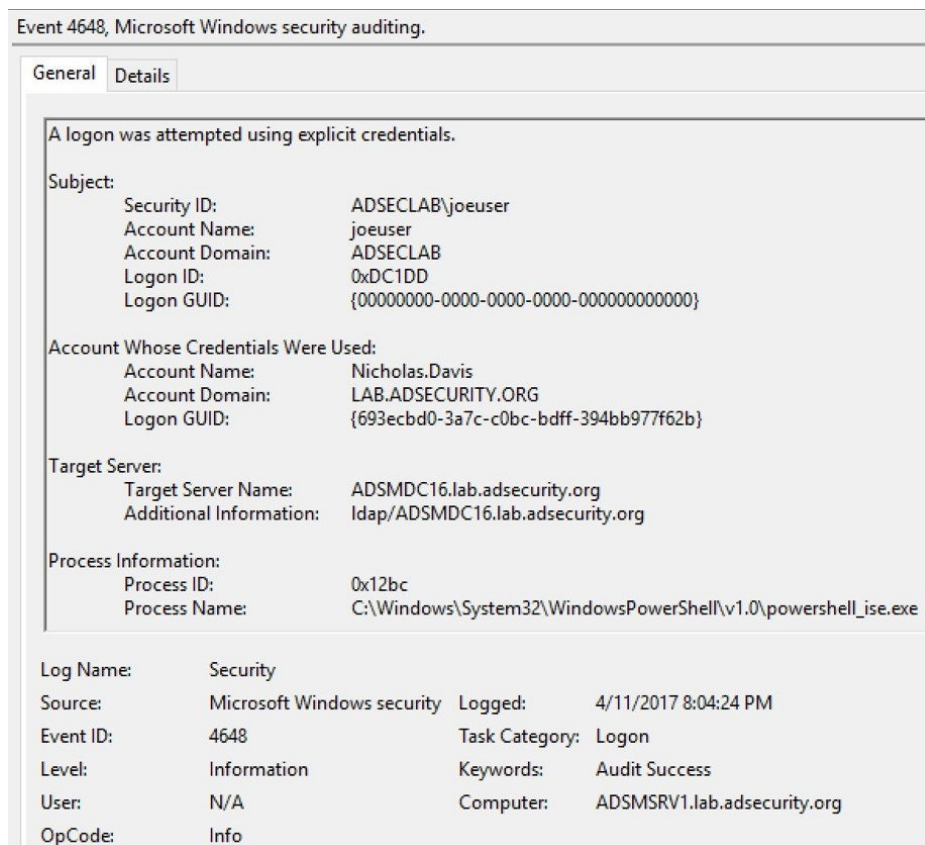 Event 4648, Microsoft Windows security auditing.
General Details
A logon was attempted using explicit credentials.
Subject:
Security ID: ADSECLAB\joeuser
Account Name: joeuser
Account Domain: ADSECLAB
Logon ID: 0xDC1DD
Logon GUID: {00000000-0000-0000-0000-000000000000}
Account Whose Credentials Were Used:
Account Name: Nicholas.Davis
Account Domain: LAB.ADSECURITY.ORG
Logon GUID: {693ecbd0-3a7c-c0bc-bdff-394bb977f62b}
Target Server:
Target Server Name: ADSMDC16.lab.adsecurity.org
Additional Information: ldap/ADSMDC16.lab.adsecurity.org
Process Information:
Process ID: 0x12bc
Process Name: C:\Windows\System32\WindowsPowerShell\v1.0\powershell_ise.exe
Log Name: Security
Source: Microsoft Windows security Logged: 4/11/2017 8:04:24 PM
Event ID: 4648 Task Category: Logon
Level: Information Keywords: Audit Success
User: N/A Computer: ADSMSRV1.lab.adsecurity.org
OpCode: Info